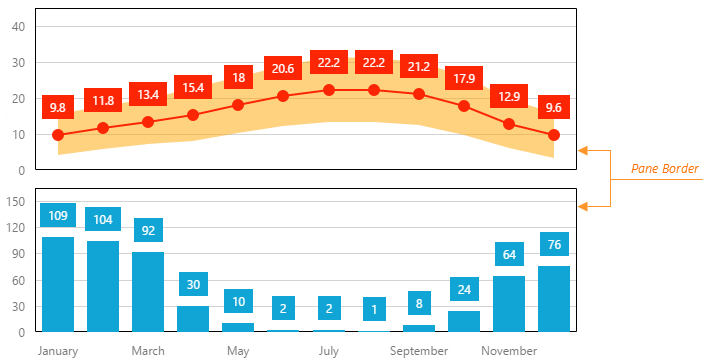 40
30
20
10
0
9.8 11.8 13.4 15.4 18 20.6 22.2 22.2 21.2 17.9 12.9 9.6
Pane Border
150
120
90
60
30
0
109 104 92 30 10 2 2 1 8 24 64 76
January March May July September November